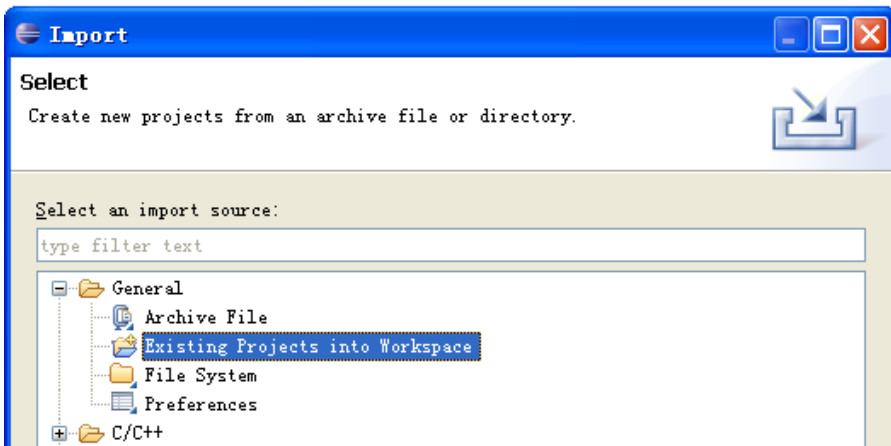 Import
Select
Create new projects from an archive file or directory.
Select an import source:
type filter text
General
Archive File
Existing Projects into Workspace
File System
Preferences
C/C++